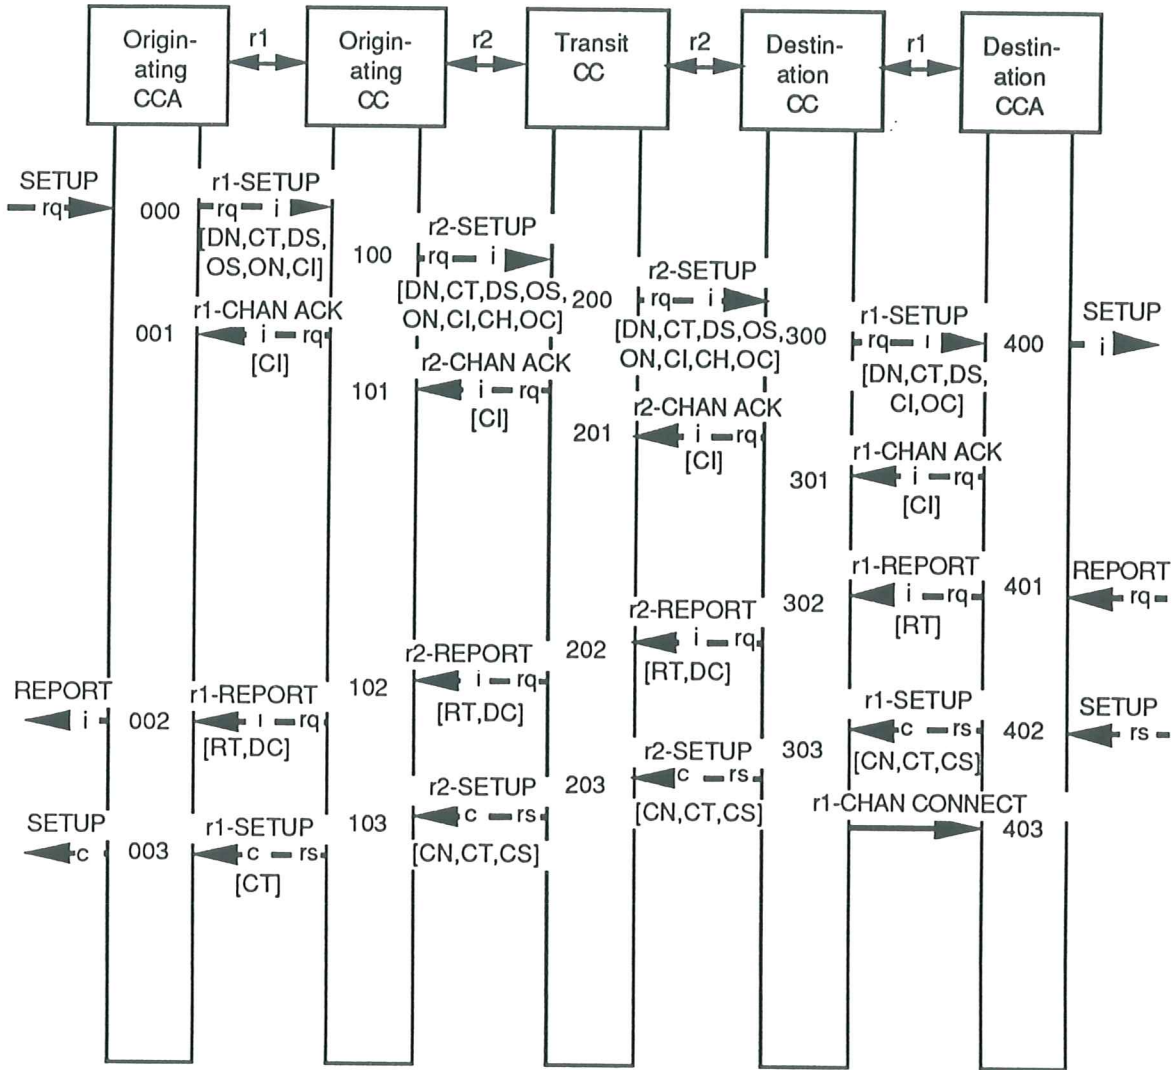 Origin-
ating
CCA
r1
Origin-
ating
CC
r2
Transit
CC
r2
Destin-
ation
CC
r1
Destin-
ation
CCA
SETUP
rq
000
r1-SETUP
rq i
[DN,CT,DS,
OS,ON,CI]
100
r2-SETUP
rq i
[DN,CT,DS,OS,
ON,CI,CH,OC]
200
r2-SETUP
rq i
[DN,CT,DS,OS,
ON,CI,CH,OC]
300
r1-SETUP
rq i
[DN,CT,DS,
CI,OC]
400
SETUP
i
001
r1-CHAN ACK
i rq
[CI]
101
r2-CHAN ACK
i rq
[CI]
201
r2-CHAN ACK
i rq
[CI]
301
r1-CHAN ACK
i rq
[CI]
302
r1-REPORT
i rq
[RT]
401
REPORT
rq
202
r2-REPORT
i rq
[RT,DC]
102
r2-REPORT
i rq
[RT,DC]
REPORT
i
002
r1-REPORT
i rq
[RT,DC]
303
r1-SETUP
c rs
[CN,CT,CS]
402
SETUP
rs
203
r2-SETUP
c rs
[CN,CT,CS]
r1-CHAN CONNECT
403
103
r2-SETUP
c rs
[CN,CT,CS]
SETUP
c
003
r1-SETUP
c rs
[CT]